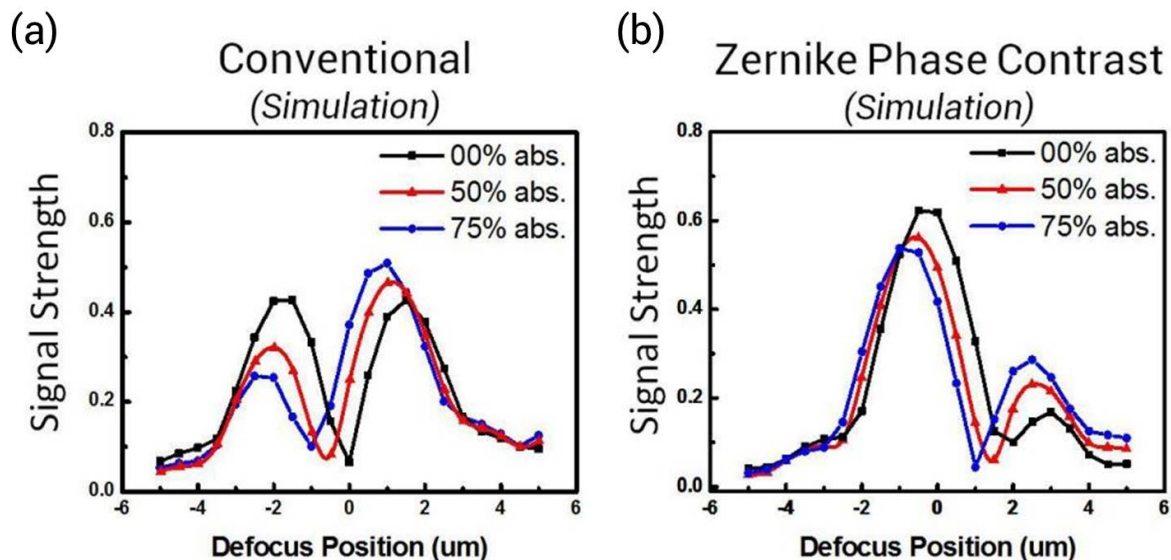 (a)
Conventional
(Simulation)
00% abs.
50% abs.
75% abs.
Signal Strength
0.8
0.6
0.4
0.2
0.0
-6 -4 -2 0 2 4 6
Defocus Position (um)
(b)
Zernike Phase Contrast
(Simulation)
00% abs.
50% abs.
75% abs.
Signal Strength
0.8
0.6
0.4
0.2
0.0
-6 -4 -2 0 2 4 6
Defocus Position (um)